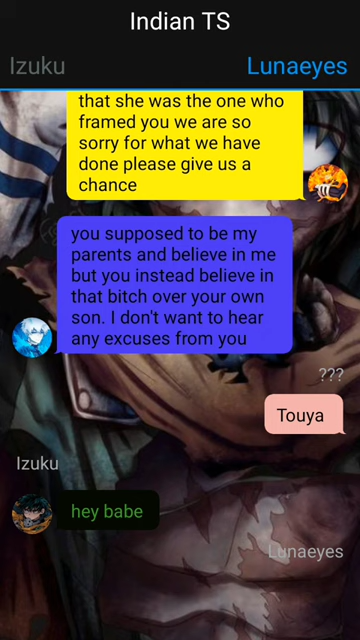 Indian TS
Izuku
Lunaeyes
that she was the one who
framed you we are so
sorry for what we have
done please give us a
chance
you supposed to be my
parents and believe in me
but you instead believe in
that bitch over your own
son. I don't want to hear
any excuses from you
???
Touya
Izuku
hey babe
Lunaeyes